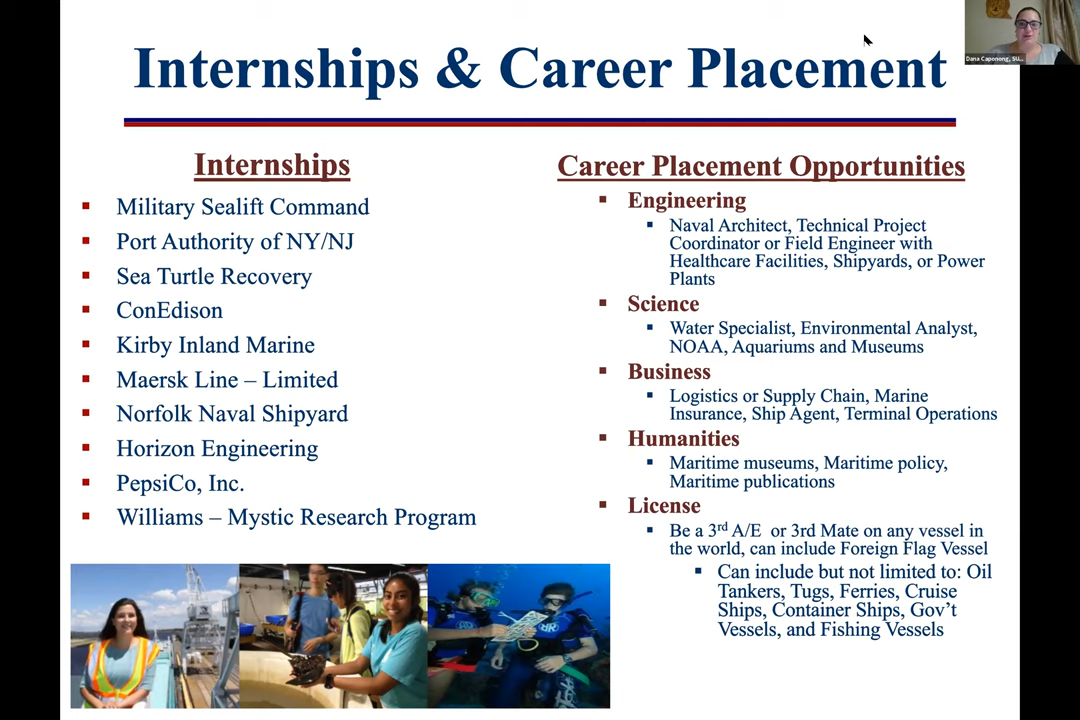 Internships & Career Placement
Dana Caponong, SU...
Internships
▪ Military Sealift Command
▪ Port Authority of NY/NJ
▪ Sea Turtle Recovery
▪ ConEdison
▪ Kirby Inland Marine
▪ Maersk Line – Limited
▪ Norfolk Naval Shipyard
▪ Horizon Engineering
▪ PepsiCo, Inc.
▪ Williams – Mystic Research Program
Career Placement Opportunities
▪ Engineering
▪ Naval Architect, Technical Project
Coordinator or Field Engineer with
Healthcare Facilities, Shipyards, or Power
Plants
▪ Science
▪ Water Specialist, Environmental Analyst,
NOAA, Aquariums and Museums
▪ Business
▪ Logistics or Supply Chain, Marine
Insurance, Ship Agent, Terminal Operations
▪ Humanities
▪ Maritime museums, Maritime policy,
Maritime publications
▪ License
▪ Be a 3rd A/E or 3rd Mate on any vessel in
the world, can include Foreign Flag Vessel
▪ Can include but not limited to: Oil
Tankers, Tugs, Ferries, Cruise
Ships, Container Ships, Gov’t
Vessels, and Fishing Vessels